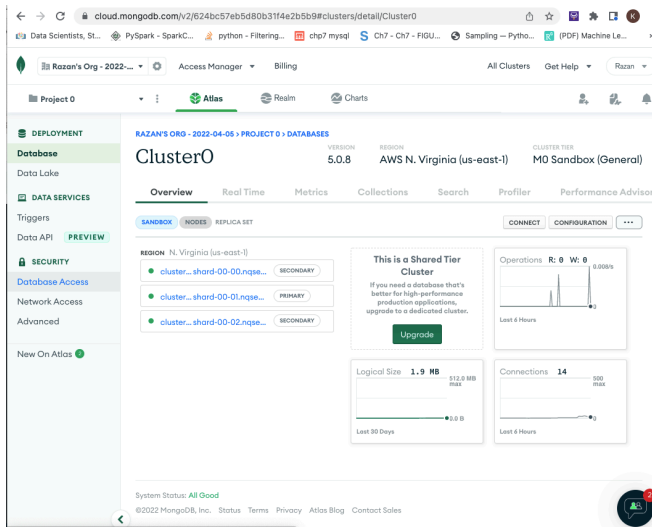 cloud.mongodb.com/v2/624bc57eb5d80b31f4e2b5b9#clusters/detail/Cluster0
K
Data Scientists, St... PySpark - SparkC... python - Filtering... chp7 mysql Ch7 - Ch7 - FIGU... Sampling — Pytho... (PDF) Machine Le...
Razan's Org - 2022-... Access Manager Billing All Clusters Get Help Razan
Project 0 Atlas Realm Charts
DEPLOYMENT
Database
Data Lake
DATA SERVICES
Triggers
Data API PREVIEW
SECURITY
Database Access
Network Access
Advanced
New On Atlas 2
RAZAN'S ORG - 2022-04-05 > PROJECT 0 > DATABASES
Cluster0
VERSION
5.0.8
REGION
AWS N. Virginia (us-east-1)
CLUSTER TIER
M0 Sandbox (General)
Overview Real Time Metrics Collections Search Profiler Performance Advisor
SANDBOX NODES REPLICA SET
CONNECT CONFIGURATION ...
REGION N. Virginia (us-east-1)
cluster... shard-00-00.nqse... SECONDARY
cluster... shard-00-01.nqse... PRIMARY
cluster... shard-00-02.nqse... SECONDARY
This is a Shared Tier
Cluster
If you need a database that's
better for high-performance
production applications,
upgrade to a dedicated cluster.
Upgrade
Operations R: 0 W: 0
0.008/s
0
Last 6 Hours
Logical Size 1.9 MB
512.0 MB
max
0.0 B
Last 30 Days
Connections 14
500
max
0
Last 6 Hours
System Status: All Good
©2022 MongoDB, Inc. Status Terms Privacy Atlas Blog Contact Sales
2